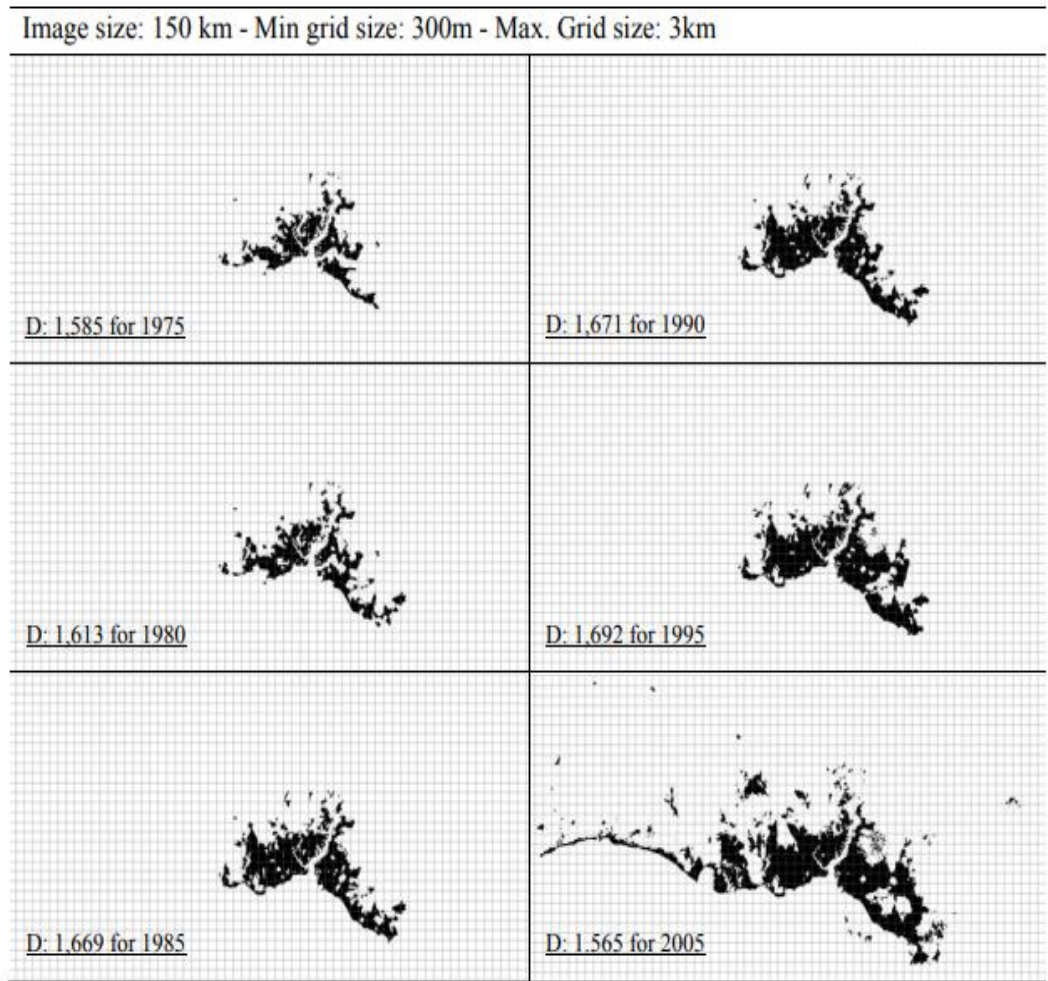 Image size: 150 km - Min grid size: 300m - Max. Grid size: 3km
D: 1,585 for 1975
D: 1,671 for 1990
D: 1,613 for 1980
D: 1,692 for 1995
D: 1,669 for 1985
D: 1.565 for 2005